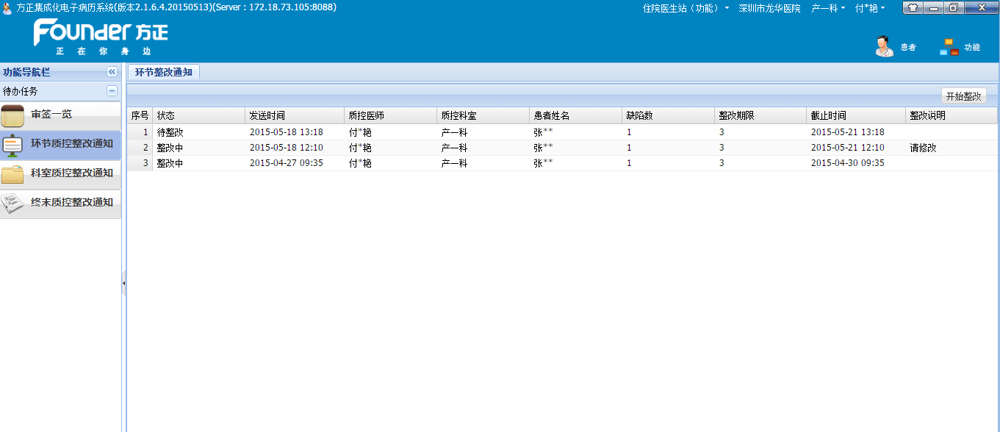 方正集成化电子病历系统(版本2.1.6.4.20150513)(Server : 172.18.73.105:8088)
住院医生站（功能） 深圳市龙华医院 产一科 付*艳
Founder 方正
正在你身边
患者 功能
功能导航栏
环节整改通知
待办任务
开始整改
审签一览
环节质控整改通知
科室质控整改通知
终末质控整改通知
序号 状态 发送时间 质控医师 质控科室 患者姓名 缺陷数 整改期限 截止时间 整改说明
1 待整改 2015-05-18 13:18 付*艳 产一科 张** 1 3 2015-05-21 13:18
2 整改中 2015-05-18 12:10 付*艳 产一科 张** 1 3 2015-05-21 12:10 请修改
3 整改中 2015-04-27 09:35 付*艳 产一科 张** 1 3 2015-04-30 09:35